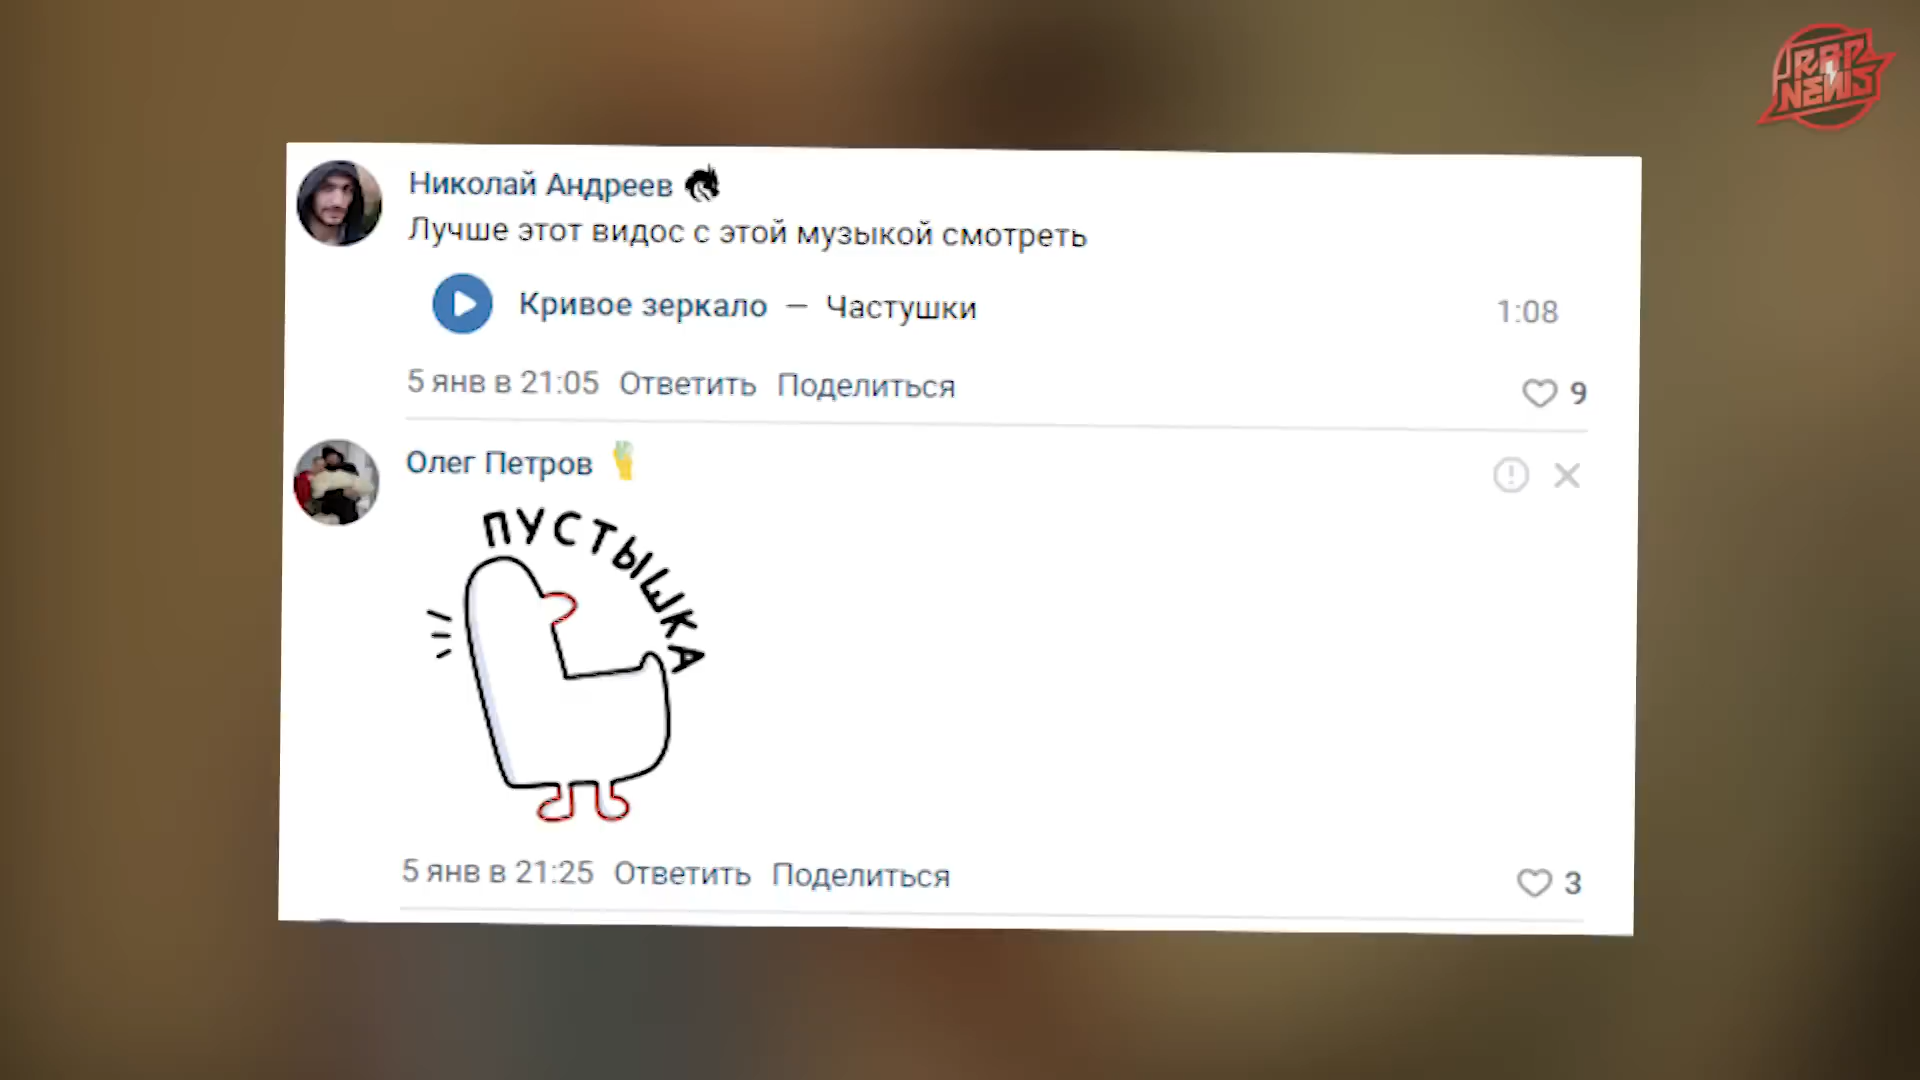 RAP
NEWS
Николай Андреев
Лучше этот видос с этой музыкой смотреть
Кривое зеркало — Частушки
1:08
5 янв в 21:05 Ответить Поделиться
9
Олег Петров
ПУСТЫШКА
5 янв в 21:25 Ответить Поделиться
3